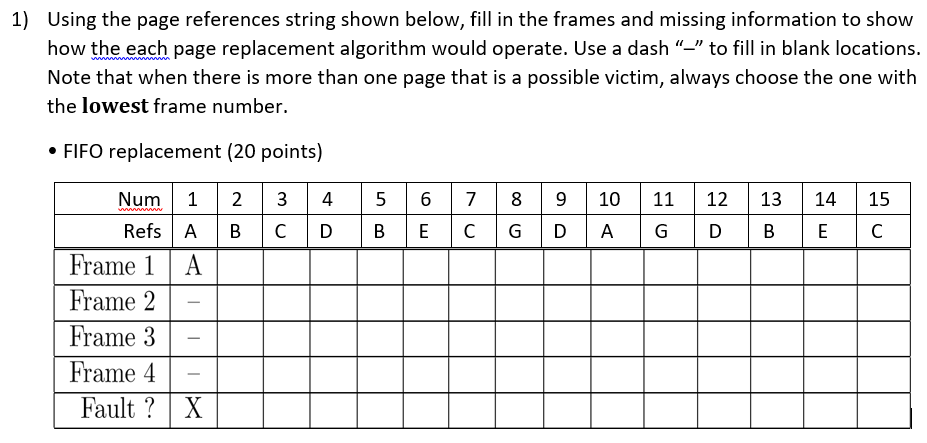 1) Using the page references string shown below, fill in the frames and missing information to show
how the each page replacement algorithm would operate. Use a dash “–” to fill in blank locations.
Note that when there is more than one page that is a possible victim, always choose the one with
the lowest frame number.
• FIFO replacement (20 points)
Num 1 2 3 4 5 6 7 8 9 10 11 12 13 14 15
Refs A B C D B E C G D A G D B E C
Frame 1 A
Frame 2 –
Frame 3 –
Frame 4 –
Fault ? X